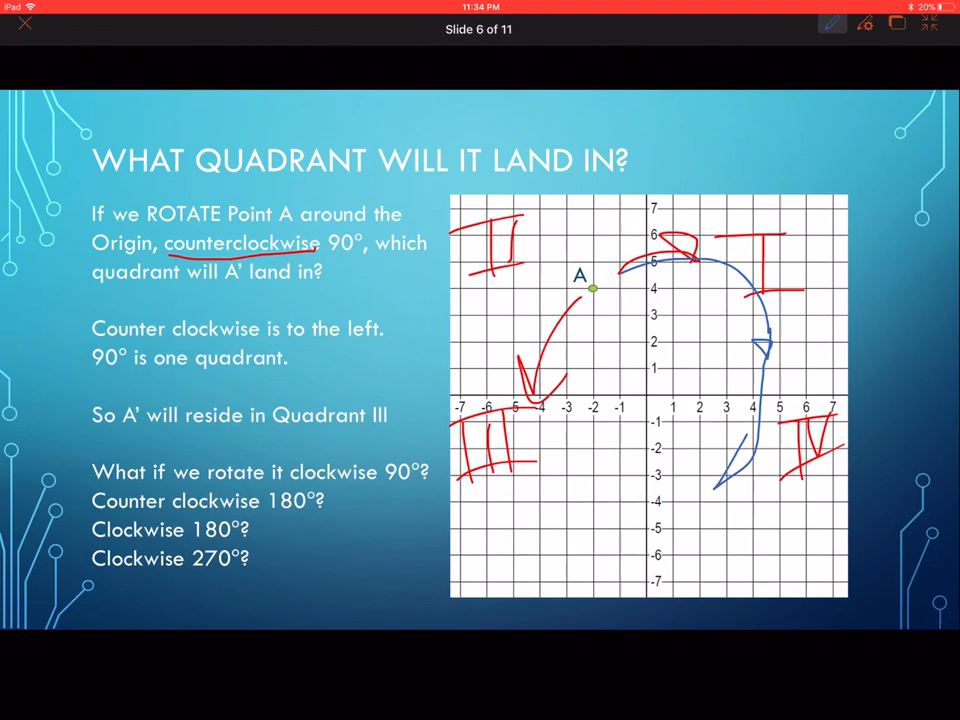 iPad 11:34 PM 20%
Slide 6 of 11
WHAT QUADRANT WILL IT LAND IN?
If we ROTATE Point A around the
Origin, counterclockwise 90°, which
quadrant will A’ land in?
Counter clockwise is to the left.
90° is one quadrant.
So A’ will reside in Quadrant III
What if we rotate it clockwise 90°?
Counter clockwise 180°?
Clockwise 180°?
Clockwise 270°?
II
I
A
7
6
5
4
3
2
1
-7 -6 -5 -4 -3 -2 -1 1 2 3 4 5 6 7
-1
-2
-3
-4
-5
-6
-7
III
IV